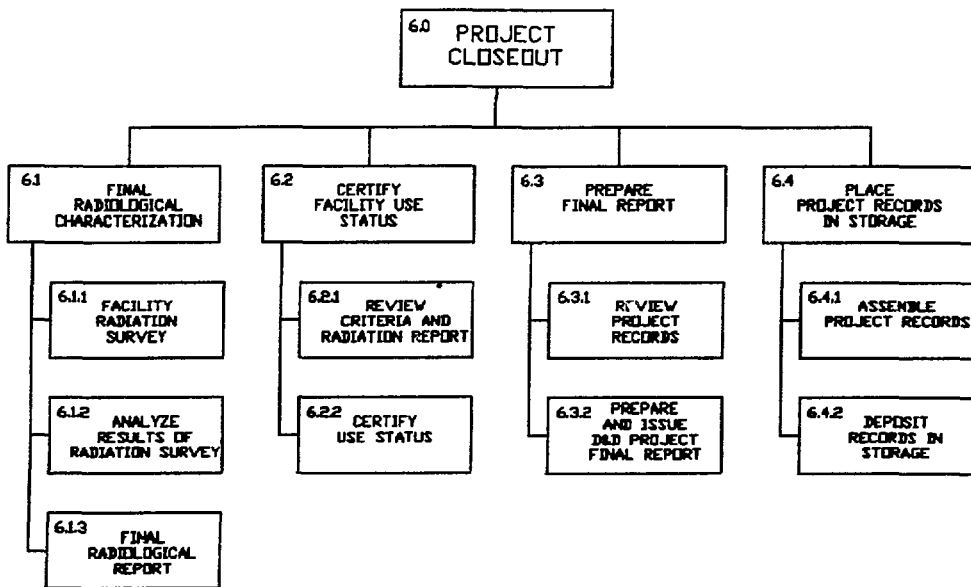 6.0 PROJECT
CLOSEOUT
6.1 FINAL
RADIOLOGICAL
CHARACTERIZATION
6.2 CERTIFY
FACILITY USE
STATUS
6.3 PREPARE
FINAL REPORT
6.4 PLACE
PROJECT RECORDS
IN STORAGE
6.1.1 FACILITY
RADIATION
SURVEY
6.2.1 REVIEW
CRITERIA AND
RADIATION REPORT
6.3.1 REVIEW
PROJECT
RECORDS
6.4.1 ASSEMBLE
PROJECT RECORDS
6.1.2 ANALYZE
RESULTS OF
RADIATION SURVEY
6.2.2 CERTIFY
USE STATUS
6.3.2 PREPARE
AND ISSUE
D&D PROJECT
FINAL REPORT
6.4.2 DEPOSIT
RECORDS IN
STORAGE
6.1.3 FINAL
RADIOLOGICAL
REPORT